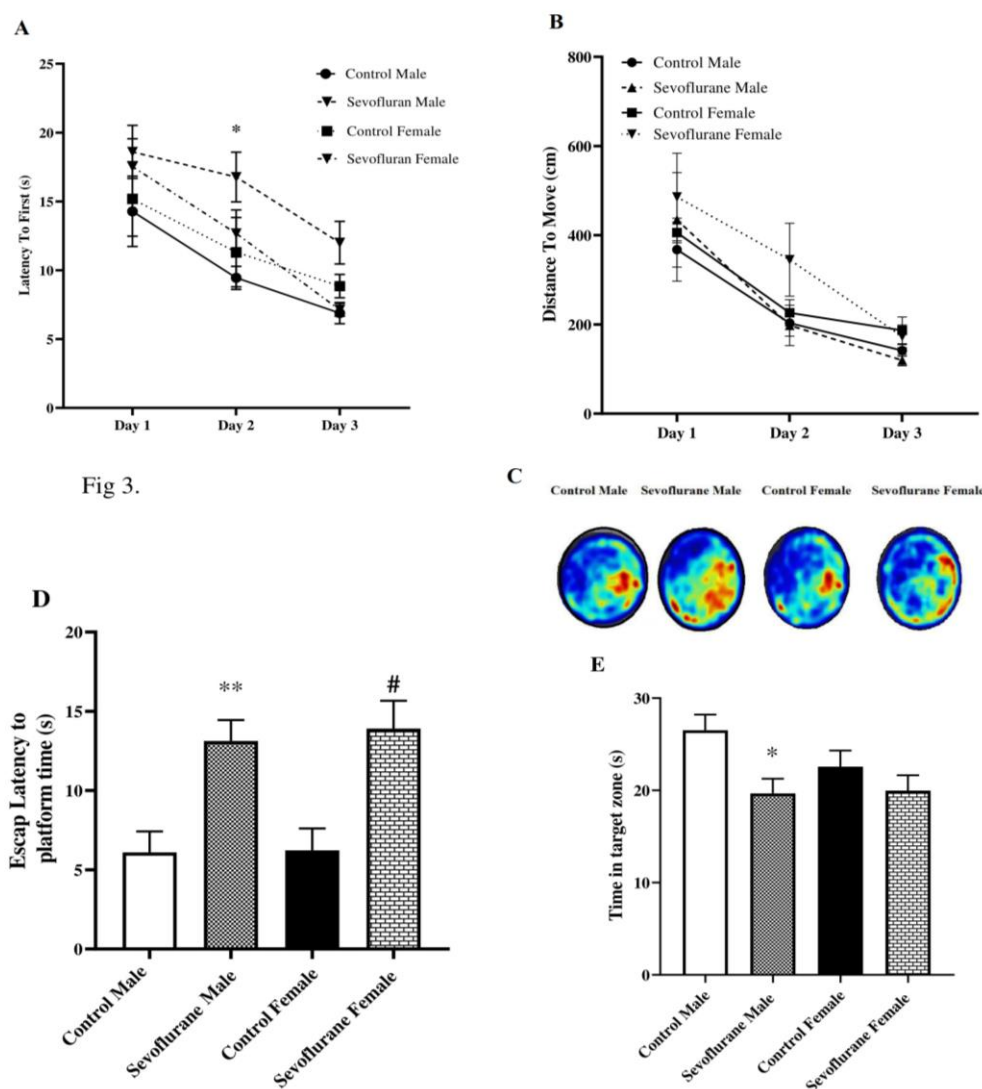 A
Latency To First (s)
25
20
15
10
5
0
Control Male
Sevofluran Male
Control Female
Sevofluran Female
*
Day 1 Day 2 Day 3
B
Distance To Move (cm)
800
600
400
200
0
Control Male
Sevoflurane Male
Control Female
Sevoflurane Female
Day 1 Day 2 Day 3
Fig 3.
C
Control Male Sevoflurane Male Control Female Sevoflurane Female
D
Escap Latency to
platform time (s)
20
15
10
5
0
**
#
Control Male
Sevoflurane Male
Control Female
Sevoflurane Female
E
Time in target zone (s)
30
20
10
0
*
Control Male
Sevoflurane Male
Conrtrol Female
Sevoflurane Female